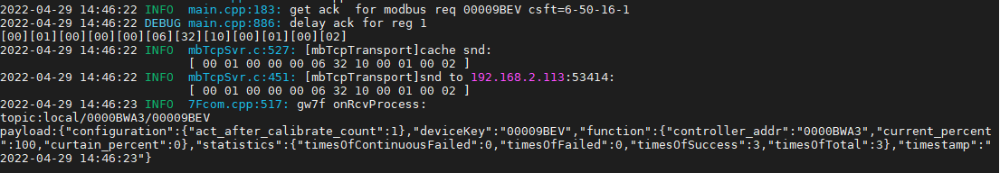 2022-04-29 14:46:22 INFO  main.cpp:183: get ack  for modbus req 00009BEV csft=6-50-16-1
2022-04-29 14:46:22 DEBUG main.cpp:886: delay ack for reg 1
[00][01][00][00][00][06][32][10][00][01][00][02]
2022-04-29 14:46:22 INFO  mbTcpSvr.c:527: [mbTcpTransport]cache snd:
[ 00 01 00 00 00 06 32 10 00 01 00 02 ]
2022-04-29 14:46:22 INFO  mbTcpSvr.c:451: [mbTcpTransport]snd to 192.168.2.113:53414:
[ 00 01 00 00 00 06 32 10 00 01 00 02 ]
2022-04-29 14:46:23 INFO  7Fcom.cpp:517: gw7f onRcvProcess:
topic:local/0000BWA3/00009BEV
payload:{"configuration":{"act_after_calibrate_count":1},"deviceKey":"00009BEV","function":{"controller_addr":"0000BWA3","current_percent
":100,"curtain_percent":0},"statistics":{"timesOfContinuousFailed":0,"timesOfFailed":0,"timesOfSuccess":3,"timesOfTotal":3},"timestamp":"
2022-04-29 14:46:23"}